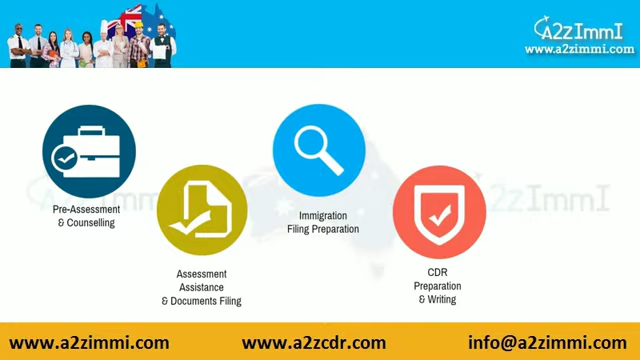 A2ZImmI
www.a2zimmi.com
Pre-Assessment
& Counselling
Assessment
Assistance
& Documents Filing
Immigration
Filing Preparation
CDR
Preparation
& Writing
A2zImmI
www.a2zimmi.com
www.a2zcdr.com
info@a2zimmi.com